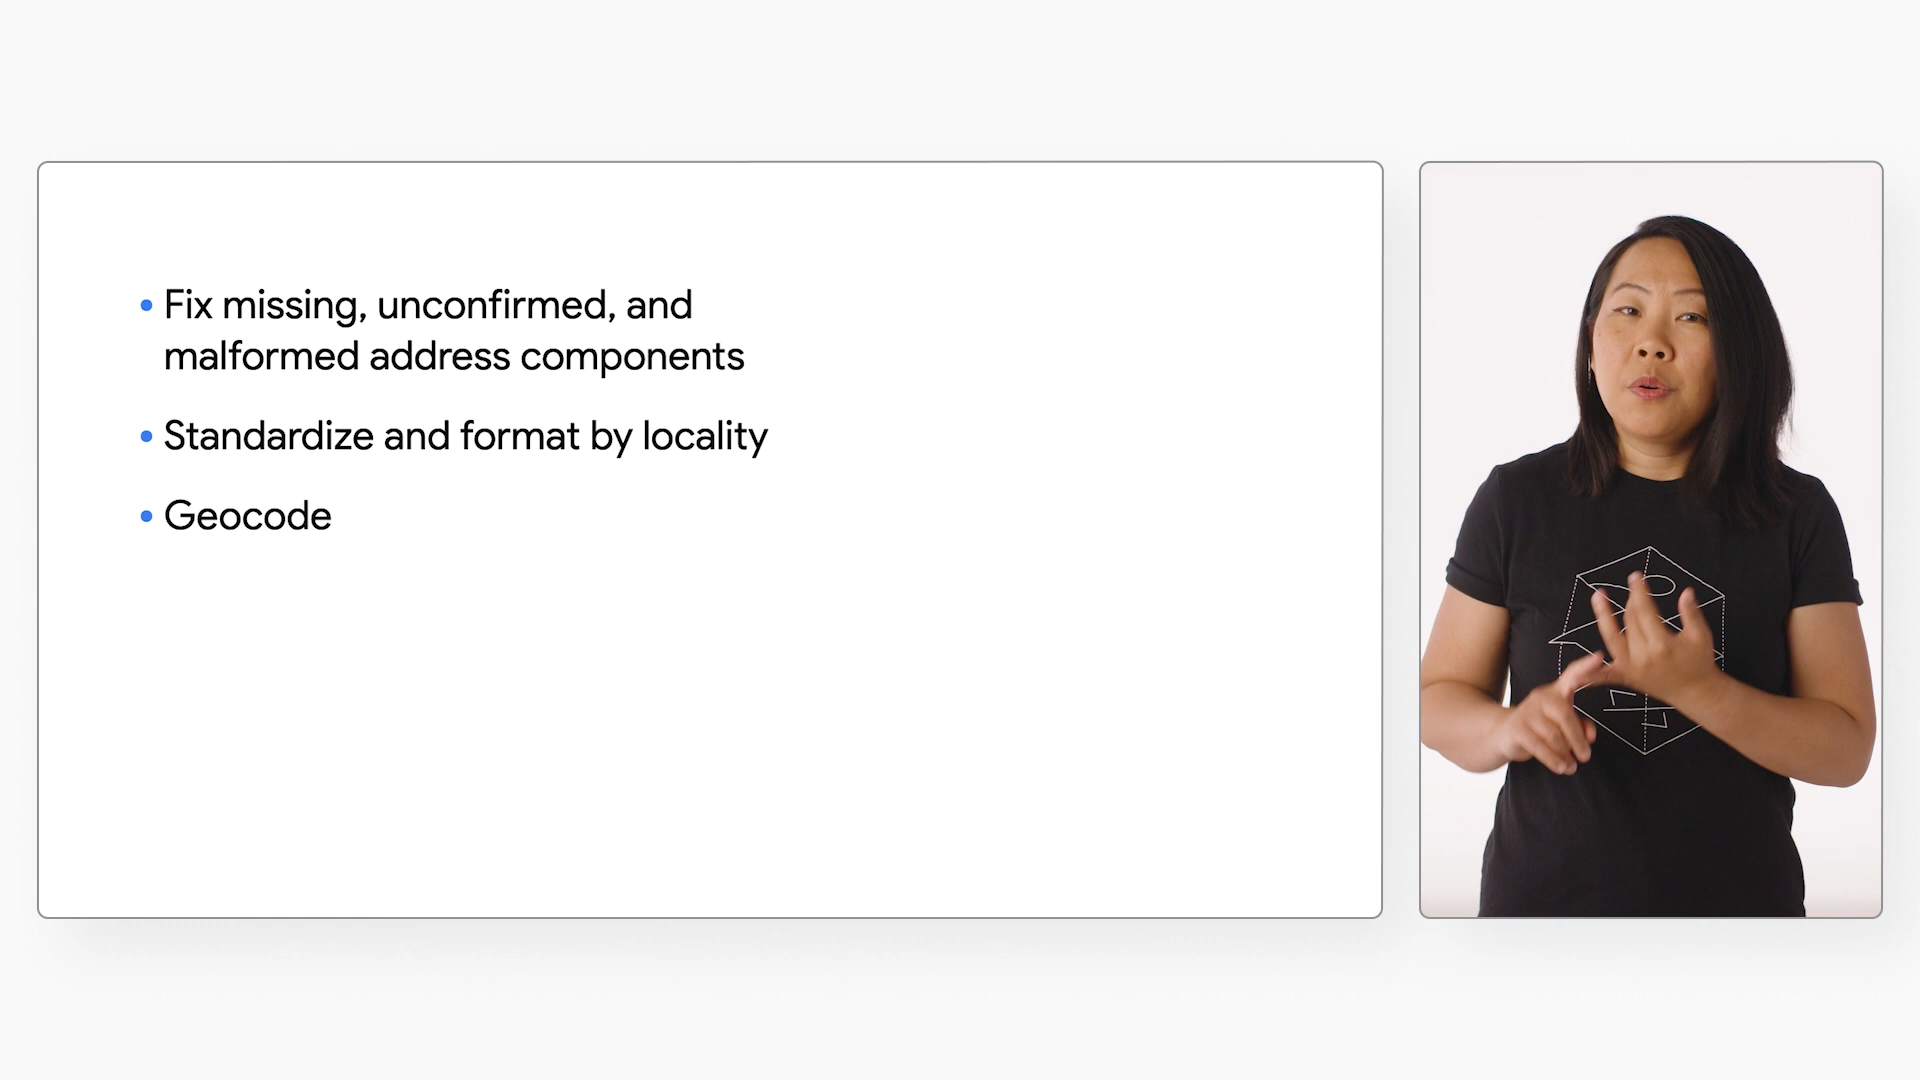 • Fix missing, unconfirmed, and
malformed address components
• Standardize and format by locality
• Geocode